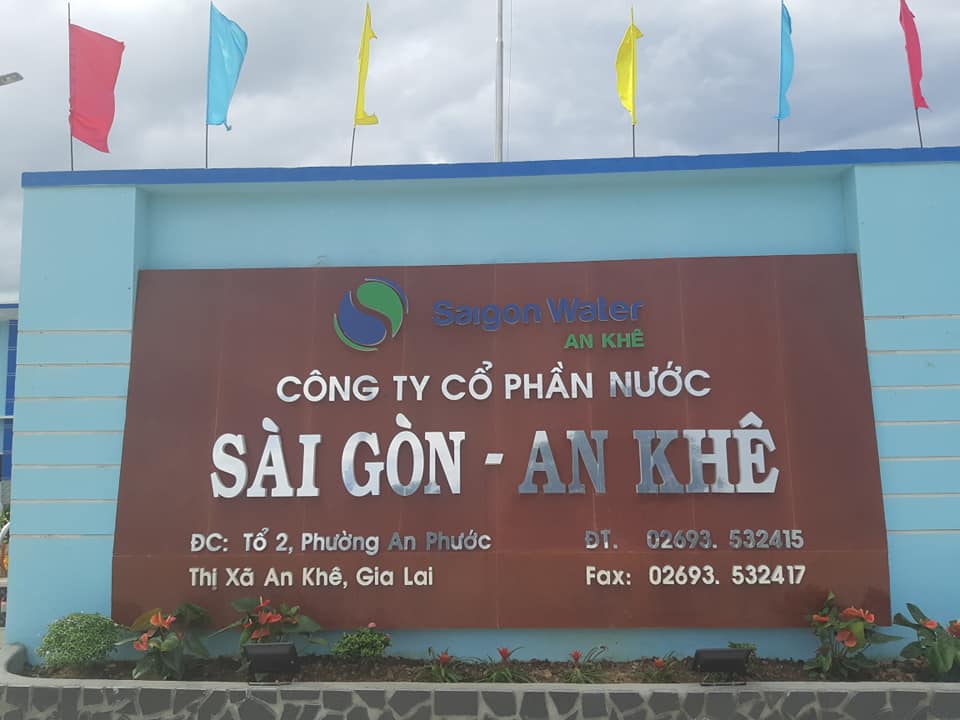 Saigon Water
AN KHÊ
CÔNG TY CỔ PHẦN NƯỚC
SÀI GÒN - AN KHÊ
ĐC: Tổ 2, Phường An Phước
Thị Xã An Khê, Gia Lai
ĐT. 02693. 532415
Fax: 02693. 532417